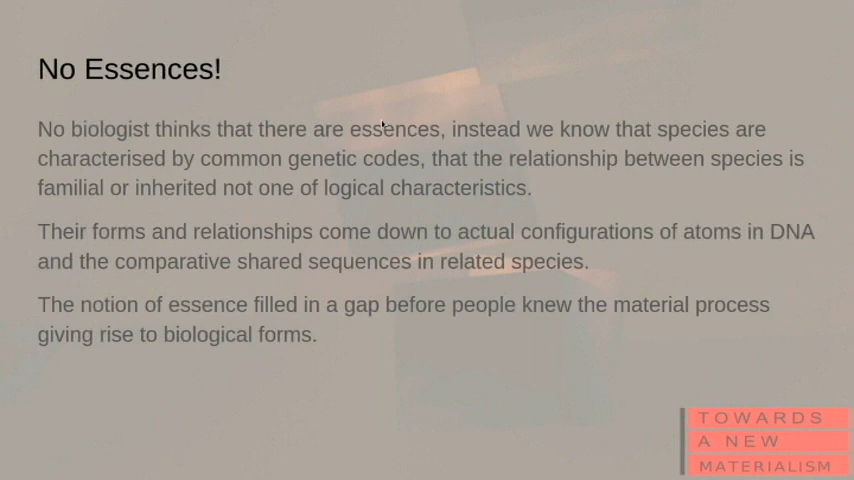 No Essences!
No biologist thinks that there are essences, instead we know that species are
characterised by common genetic codes, that the relationship between species is
familial or inherited not one of logical characteristics.
Their forms and relationships come down to actual configurations of atoms in DNA
and the comparative shared sequences in related species.
The notion of essence filled in a gap before people knew the material process
giving rise to biological forms.
TOWARDS
A NEW
MATERIALISM